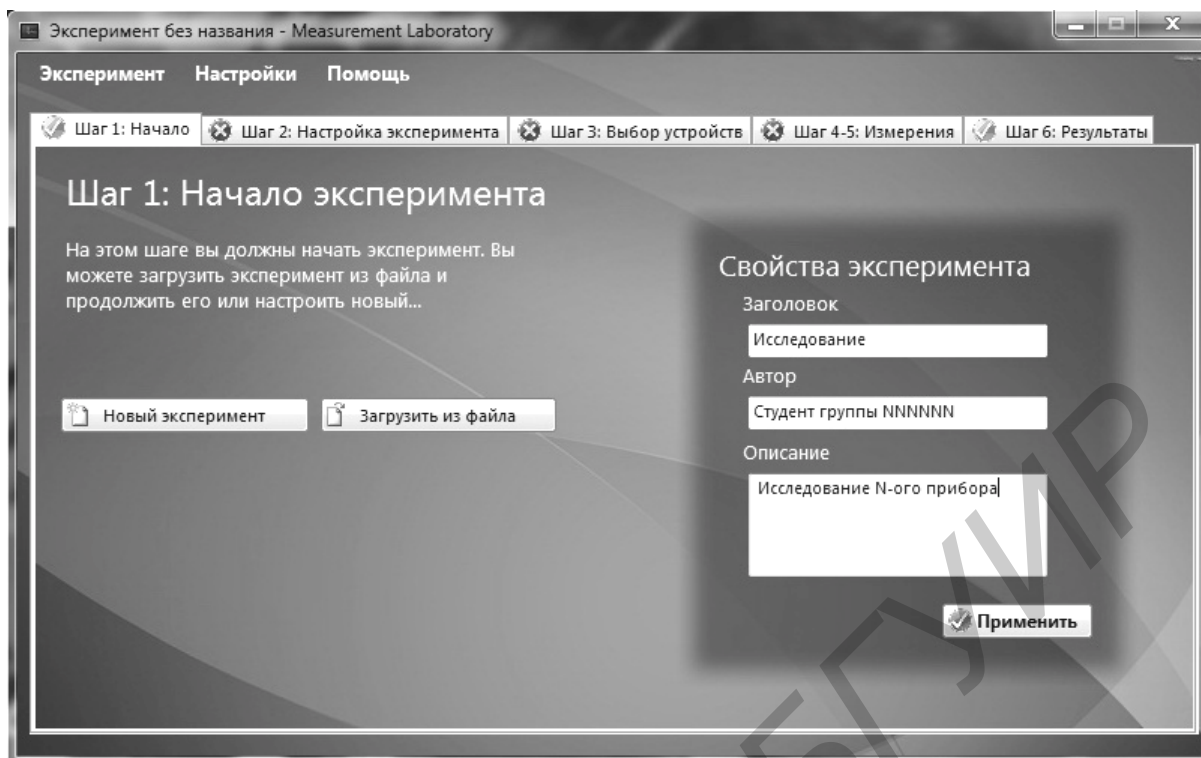 Эксперимент без названия - Measurement Laboratory
Эксперимент Настройки Помощь
Шаг 1: Начало Шаг 2: Настройка эксперимента Шаг 3: Выбор устройств Шаг 4-5: Измерения Шаг 6: Результаты
Шаг 1: Начало эксперимента
На этом шаге вы должны начать эксперимент. Вы
можете загрузить эксперимент из файла и
продолжить его или настроить новый...
Новый эксперимент Загрузить из файла
Свойства эксперимента
Заголовок
Исследование
Автор
Студент группы NNNNNN
Описание
Исследование N-ого прибора
Применить
БГУИР